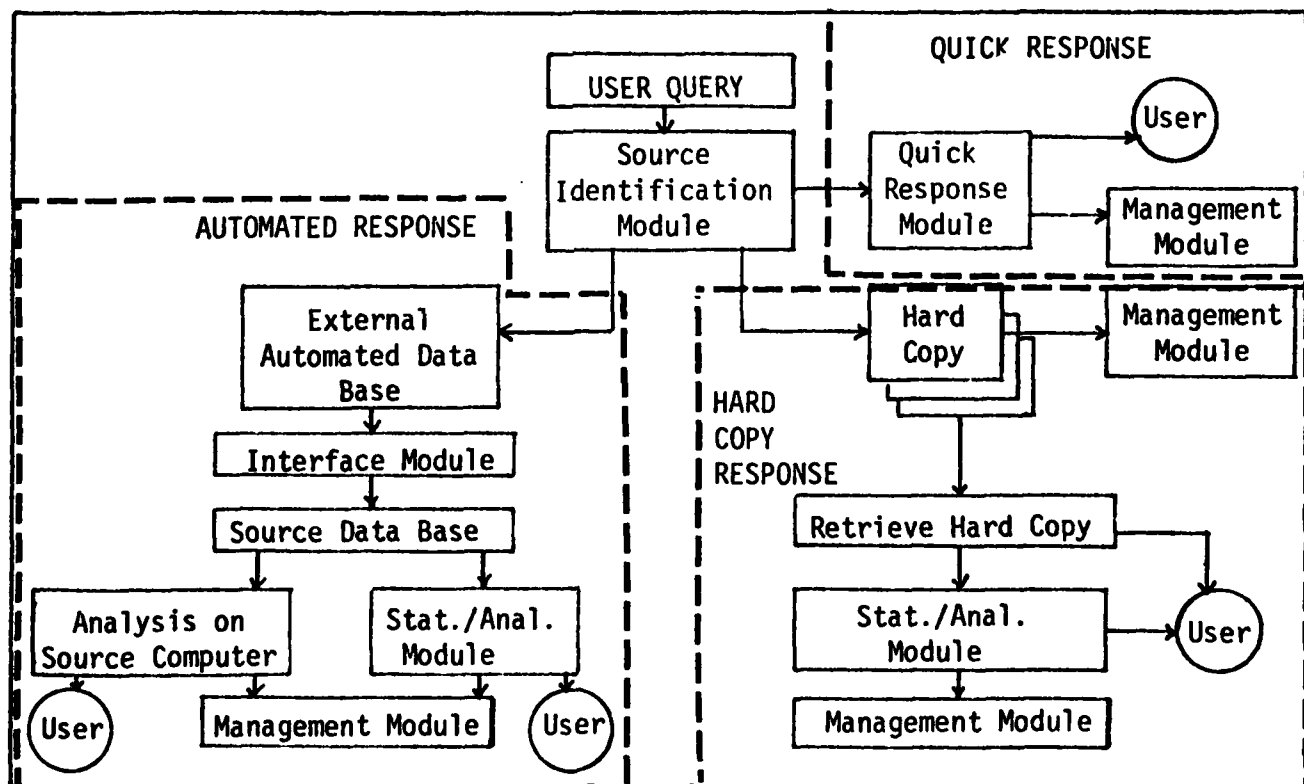 QUICK RESPONSE
USER QUERY
User
Source
Identification
Module
Quick
Response
Module
Management
Module
AUTOMATED RESPONSE
External
Automated Data
Base
Hard
Copy
Management
Module
HARD
COPY
RESPONSE
Interface Module
Source Data Base
Retrieve Hard Copy
Analysis on
Source Computer
Stat./Anal.
Module
Stat./Anal.
Module
User
User
Management Module
User
Management Module